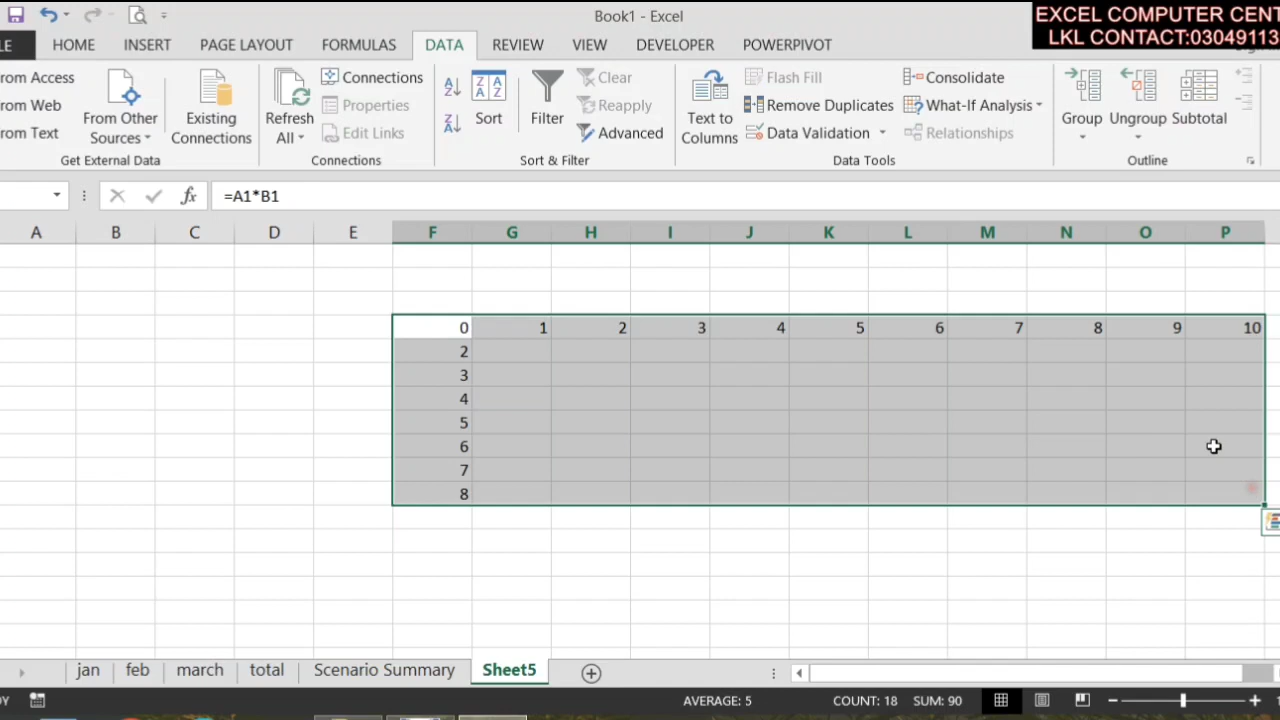 Book1 - Excel
EXCEL COMPUTER CENT
LKL CONTACT:03049113
LE HOME INSERT PAGE LAYOUT FORMULAS DATA REVIEW VIEW DEVELOPER POWERPIVOT
rom Access
rom Web
rom Text
From Other
Sources
Existing
Connections
Get External Data
Refresh
All
Connections
Properties
Edit Links
Connections
Sort
Filter
Clear
Reapply
Advanced
Sort & Filter
Text to
Columns
Flash Fill
Remove Duplicates
Data Validation
Consolidate
What-If Analysis
Relationships
Data Tools
Group
Ungroup
Subtotal
Outline
fx =A1*B1
A B C D E F G H I J K L M N O P
0 1 2 3 4 5 6 7 8 9 10
2
3
4
5
6
7
8
jan feb march total Scenario Summary Sheet5
DY AVERAGE: 5 COUNT: 18 SUM: 90